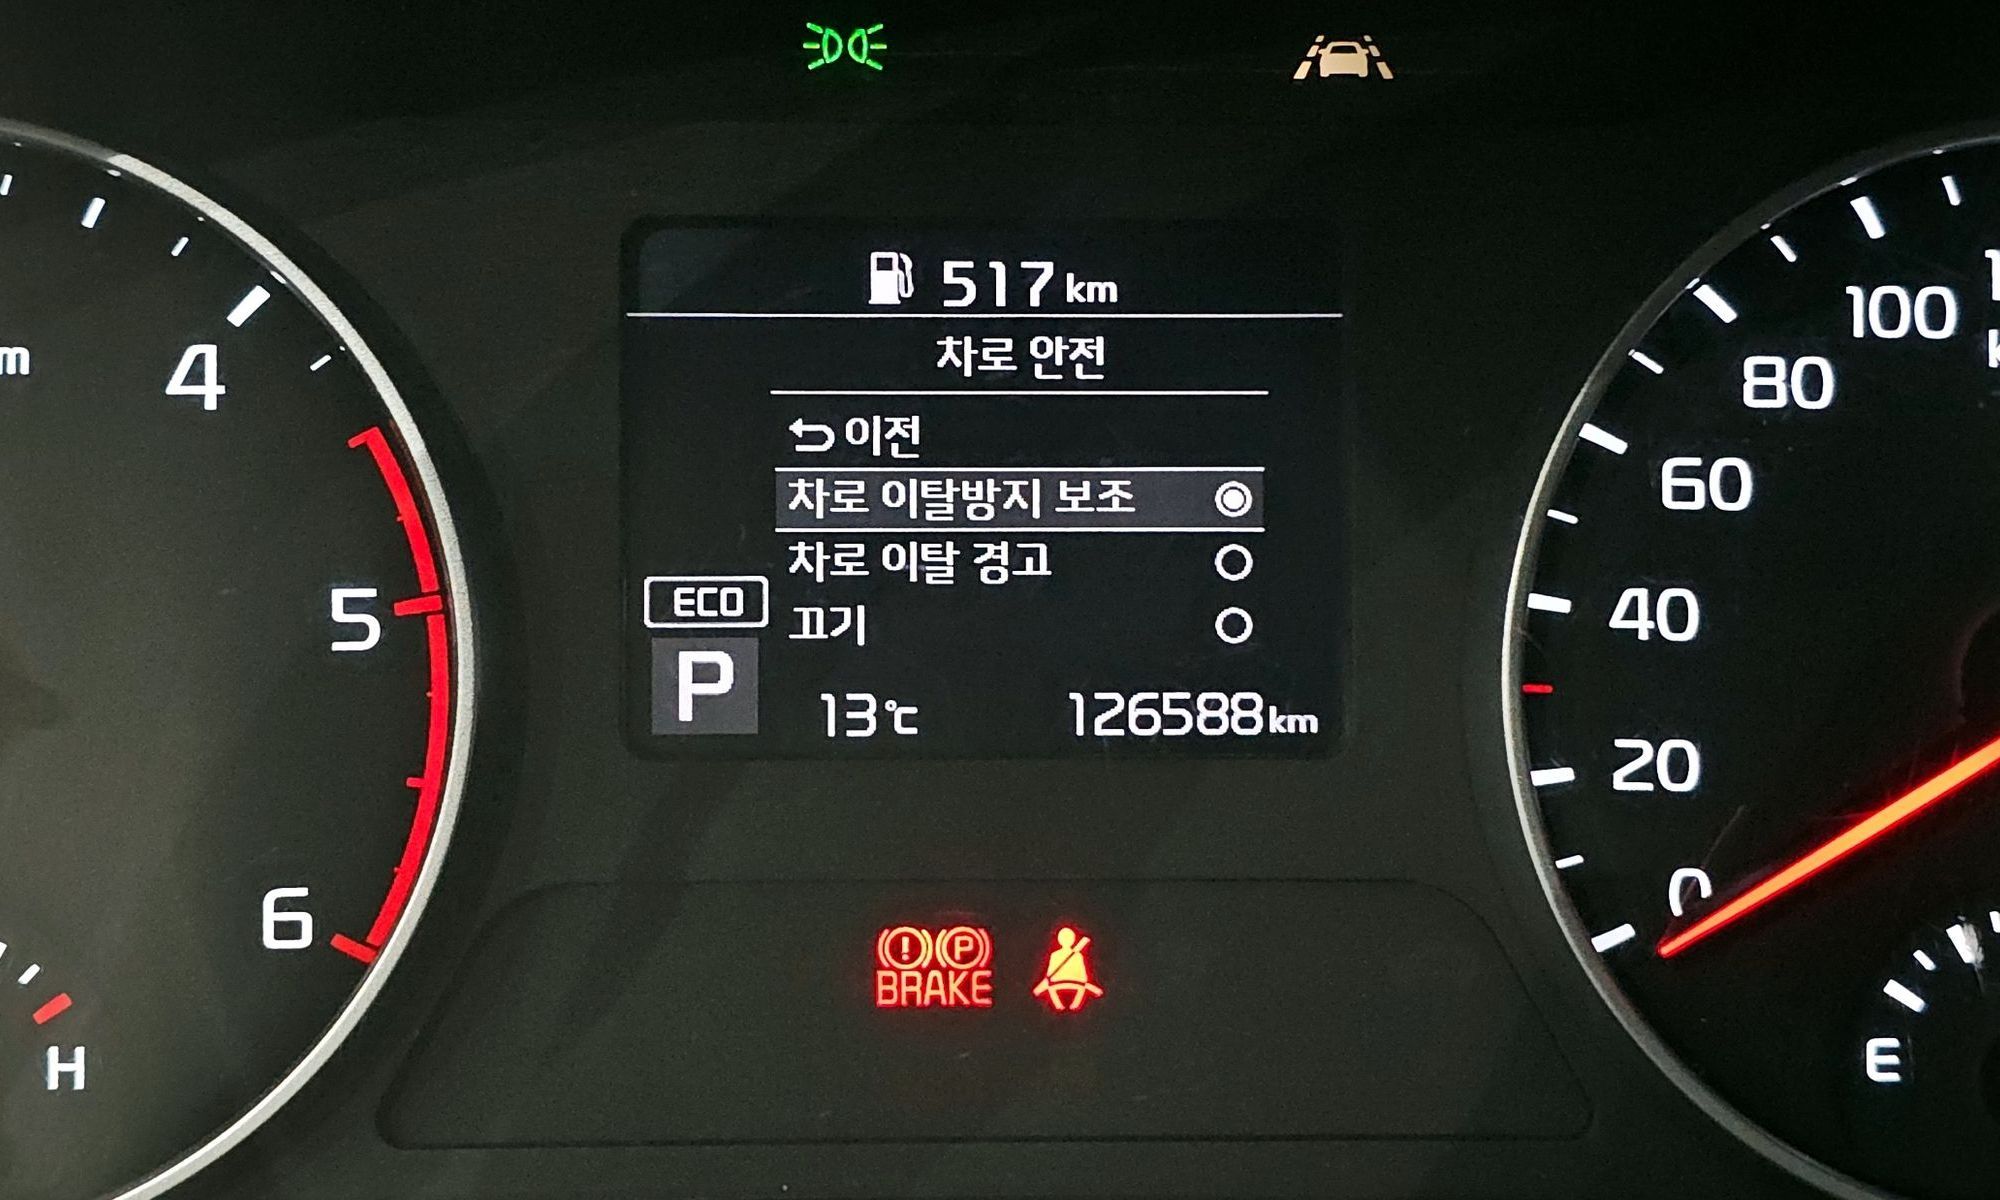 517 km
차로 안전
이전
차로 이탈방지 보조
차로 이탈 경고
끄기
ECO
P
13℃
126588 km
4
5
6
H
100
80
60
40
20
0
E
P
BRAKE